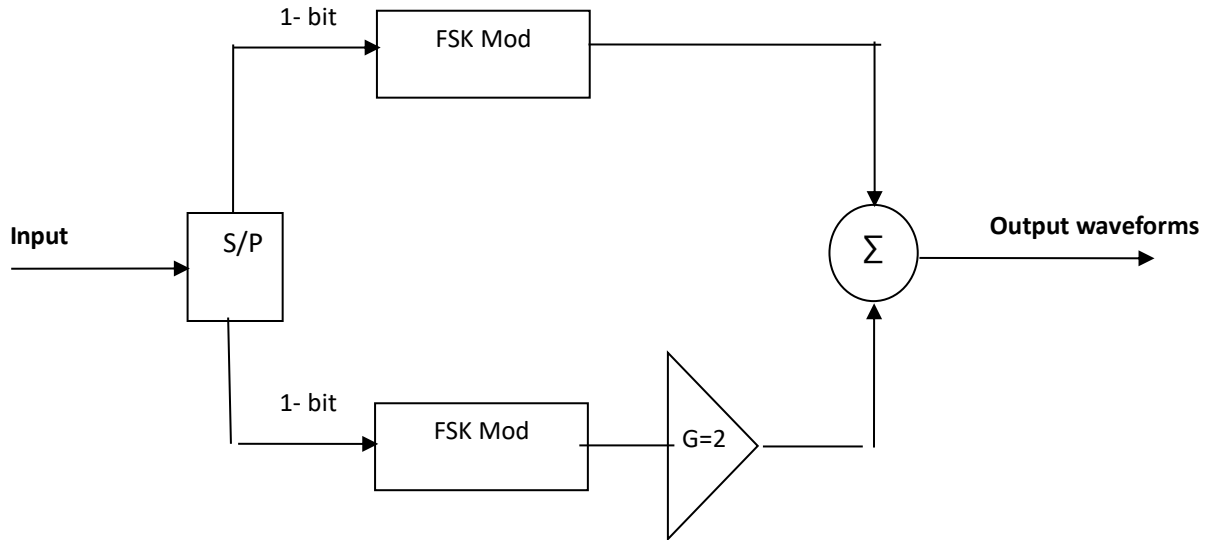 1- bit
FSK Mod
Input
S/P
Σ
Output waveforms
1- bit
FSK Mod
G=2